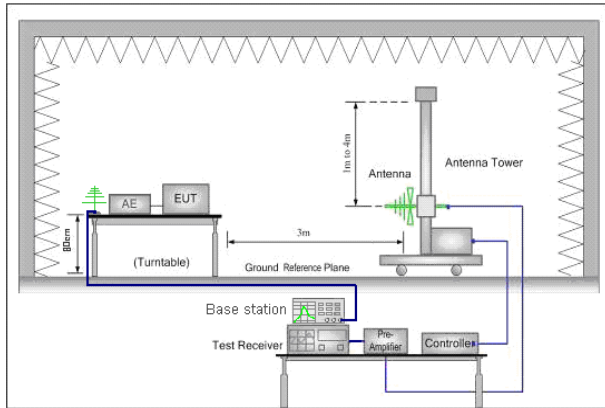 1m to 4m
Antenna
Antenna Tower
AE
EUT
80cm
3m
(Turntable)
Ground Reference Plane
Base station
Test Receiver
Pre-
Amplifier
Controller